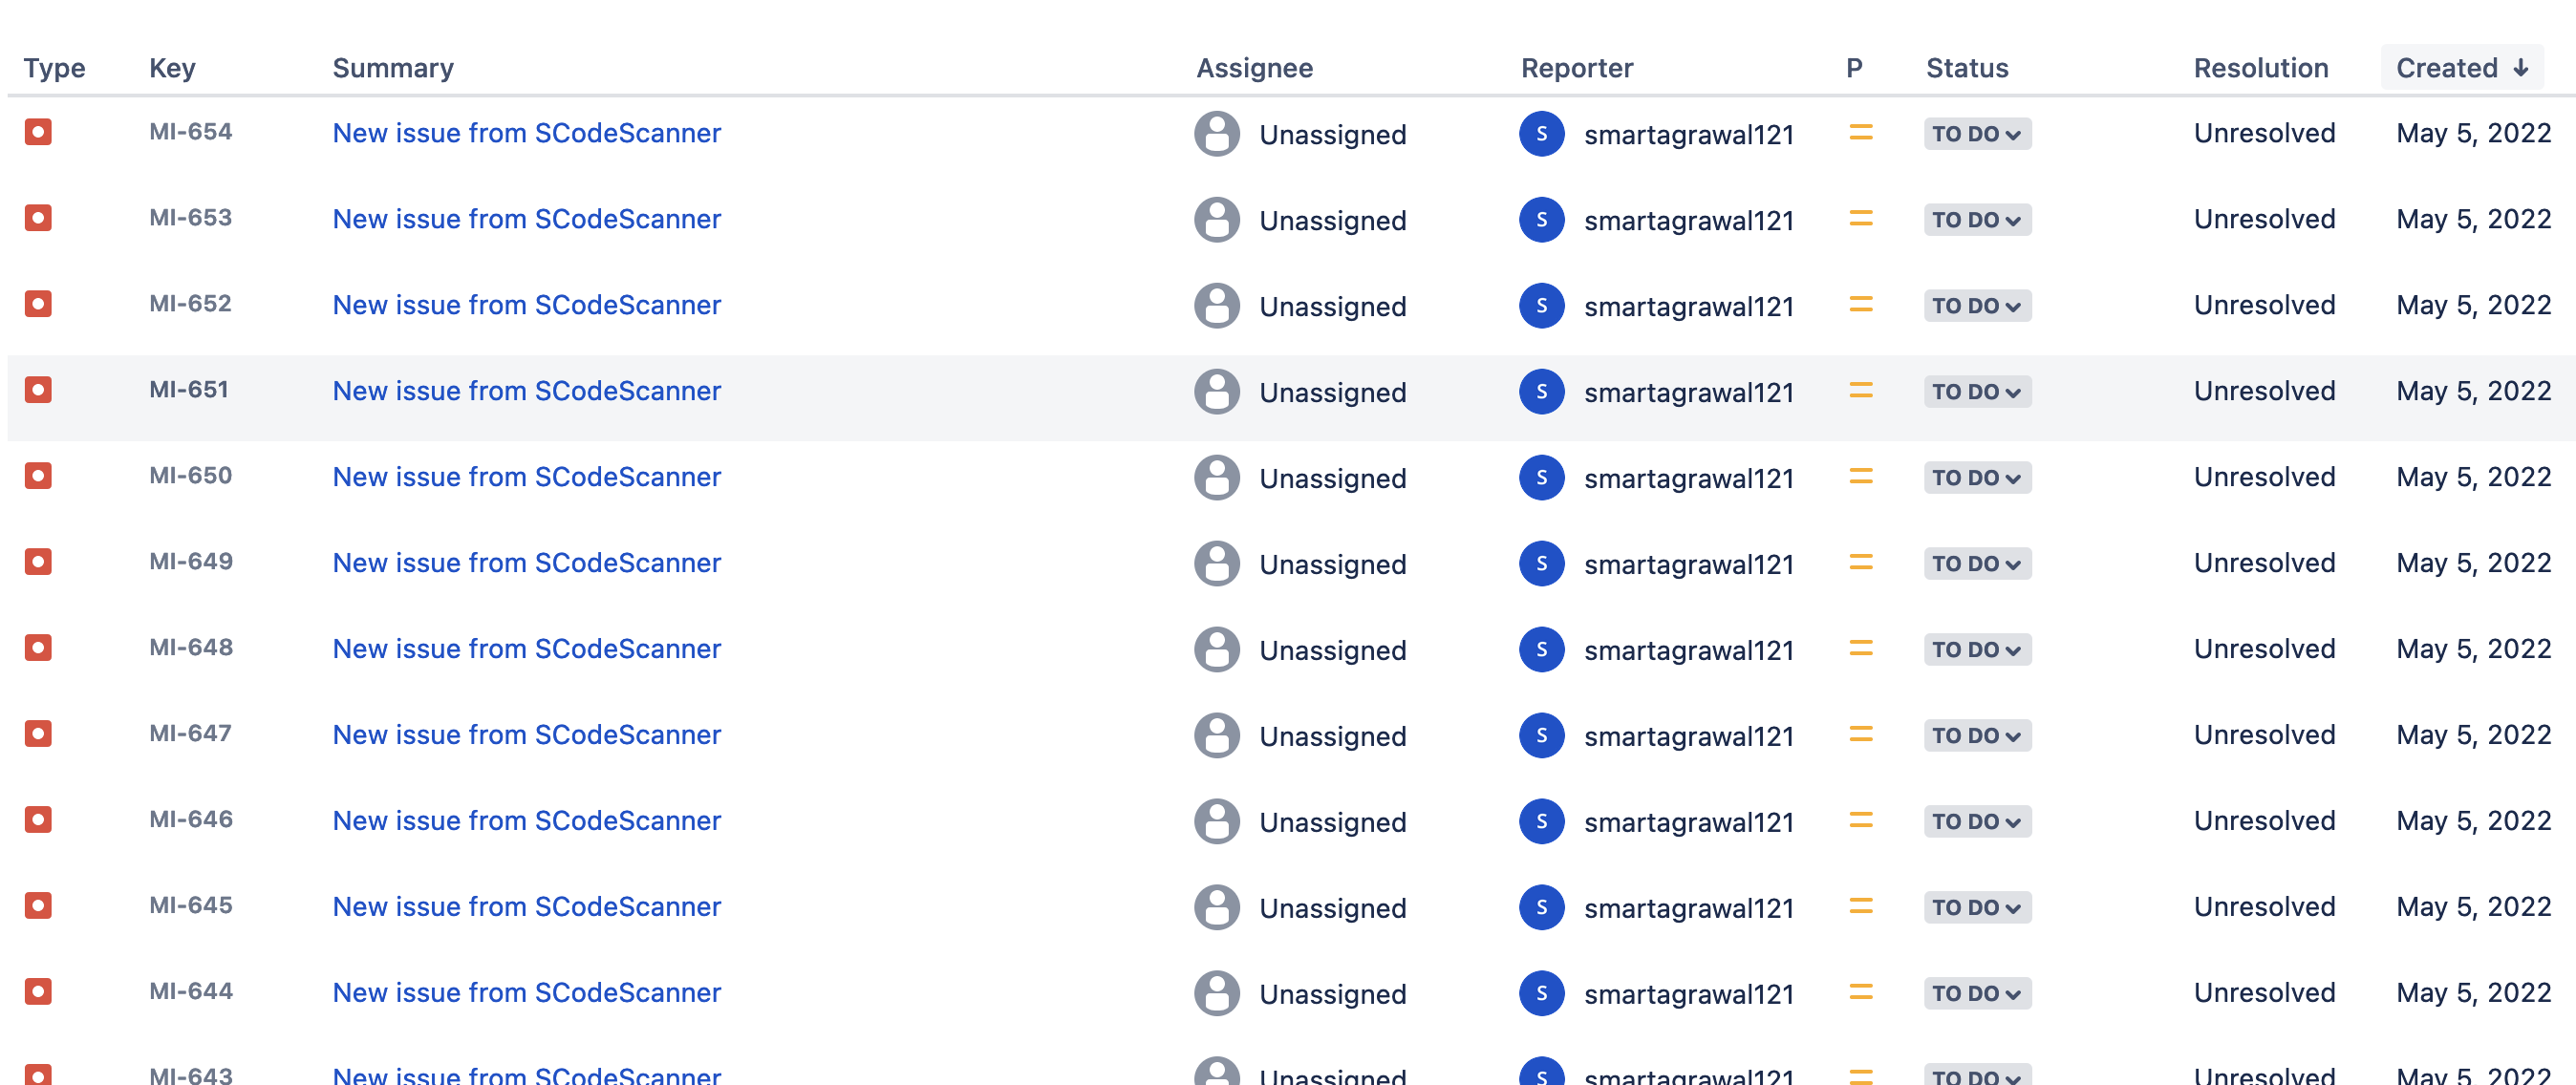 Type Key Summary Assignee Reporter P Status Resolution Created ↓
MI-654 New issue from SCodeScanner Unassigned S smartagrawal121 TO DO Unresolved May 5, 2022
MI-653 New issue from SCodeScanner Unassigned S smartagrawal121 TO DO Unresolved May 5, 2022
MI-652 New issue from SCodeScanner Unassigned S smartagrawal121 TO DO Unresolved May 5, 2022
MI-651 New issue from SCodeScanner Unassigned S smartagrawal121 TO DO Unresolved May 5, 2022
MI-650 New issue from SCodeScanner Unassigned S smartagrawal121 TO DO Unresolved May 5, 2022
MI-649 New issue from SCodeScanner Unassigned S smartagrawal121 TO DO Unresolved May 5, 2022
MI-648 New issue from SCodeScanner Unassigned S smartagrawal121 TO DO Unresolved May 5, 2022
MI-647 New issue from SCodeScanner Unassigned S smartagrawal121 TO DO Unresolved May 5, 2022
MI-646 New issue from SCodeScanner Unassigned S smartagrawal121 TO DO Unresolved May 5, 2022
MI-645 New issue from SCodeScanner Unassigned S smartagrawal121 TO DO Unresolved May 5, 2022
MI-644 New issue from SCodeScanner Unassigned S smartagrawal121 TO DO Unresolved May 5, 2022
MI-643 New issue from SCodeScanner Unassigned S smartagrawal121 TO DO Unresolved May 5, 2022